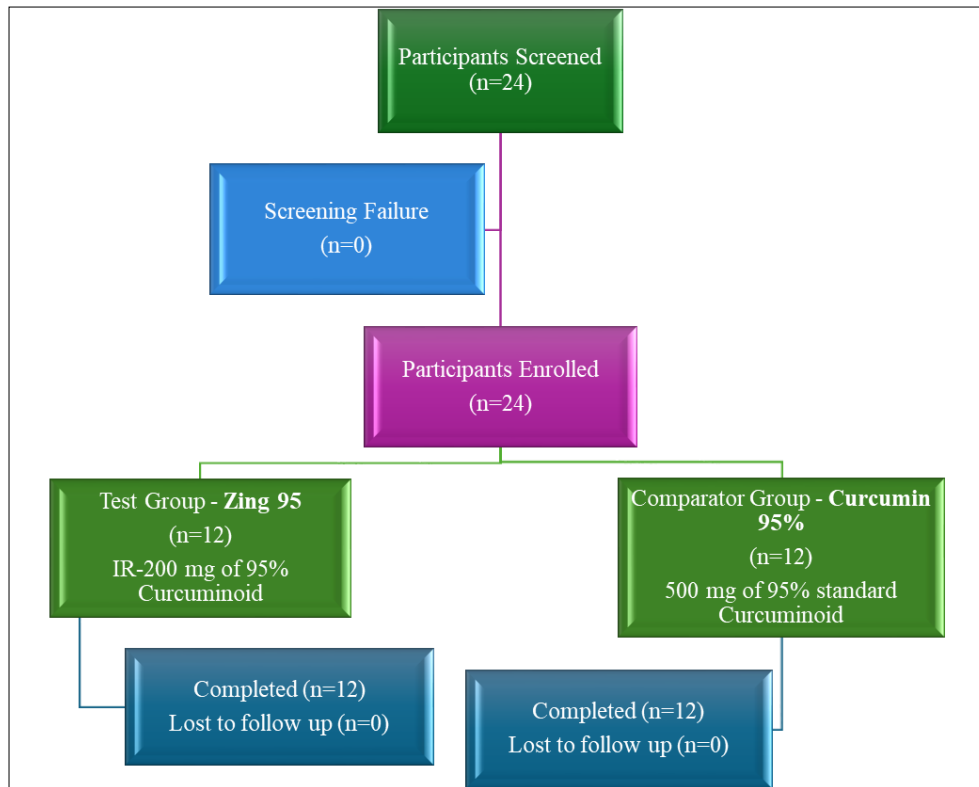 Participants Screened
(n=24)
Screening Failure
(n=0)
Participants Enrolled
(n=24)
Test Group - Zing 95
(n=12)
IR-200 mg of 95%
Curcuminoid
Comparator Group - Curcumin
95%
(n=12)
500 mg of 95% standard
Curcuminoid
Completed (n=12)
Lost to follow up (n=0)
Completed (n=12)
Lost to follow up (n=0)